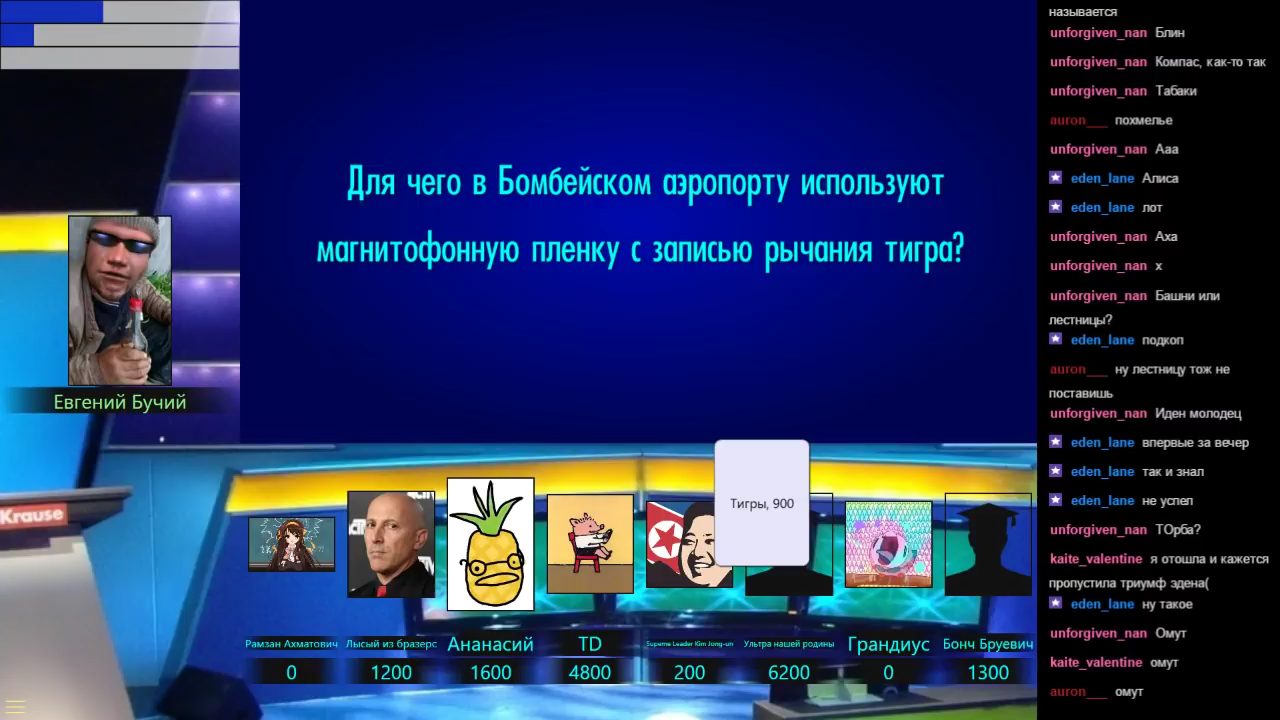 Для чего в Бомбейском аэропорту используют
магнитофонную пленку с записью рычания тигра?
Евгений Бучий
Krause
Тигры, 900
Рамзан Ахматович
Лысый из бразерс
Ананасий
TD
Supeme Leader Kim Jong-un
Ультра нашей родины
Грандиус
Бонч Бруевич
0
1200
1600
4800
200
6200
0
1300
называется
unforgiven_nan Блин
unforgiven_nan Компас, как-то так
unforgiven_nan Табаки
auron___ похмелье
unforgiven_nan Ааа
eden_lane Алиса
eden_lane лот
unforgiven_nan Аха
unforgiven_nan х
unforgiven_nan Башни или
лестницы?
eden_lane подкоп
auron___ ну лестницу тож не
поставишь
unforgiven_nan Иден молодец
eden_lane впервые за вечер
eden_lane так и знал
eden_lane не успел
unforgiven_nan ТОрба?
kaite_valentine я отошла и кажется
пропустила триумф эдена(
eden_lane ну такое
unforgiven_nan Омут
kaite_valentine омут
auron___ омут